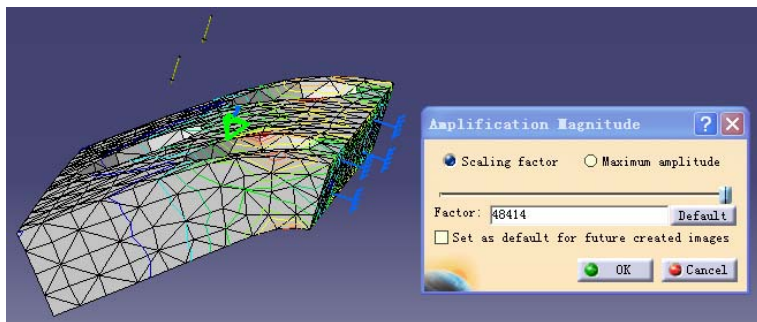 Amplification Magnitude
Scaling factor Maximum amplitude
Factor: 48414 Default
Set as default for future created images
OK Cancel